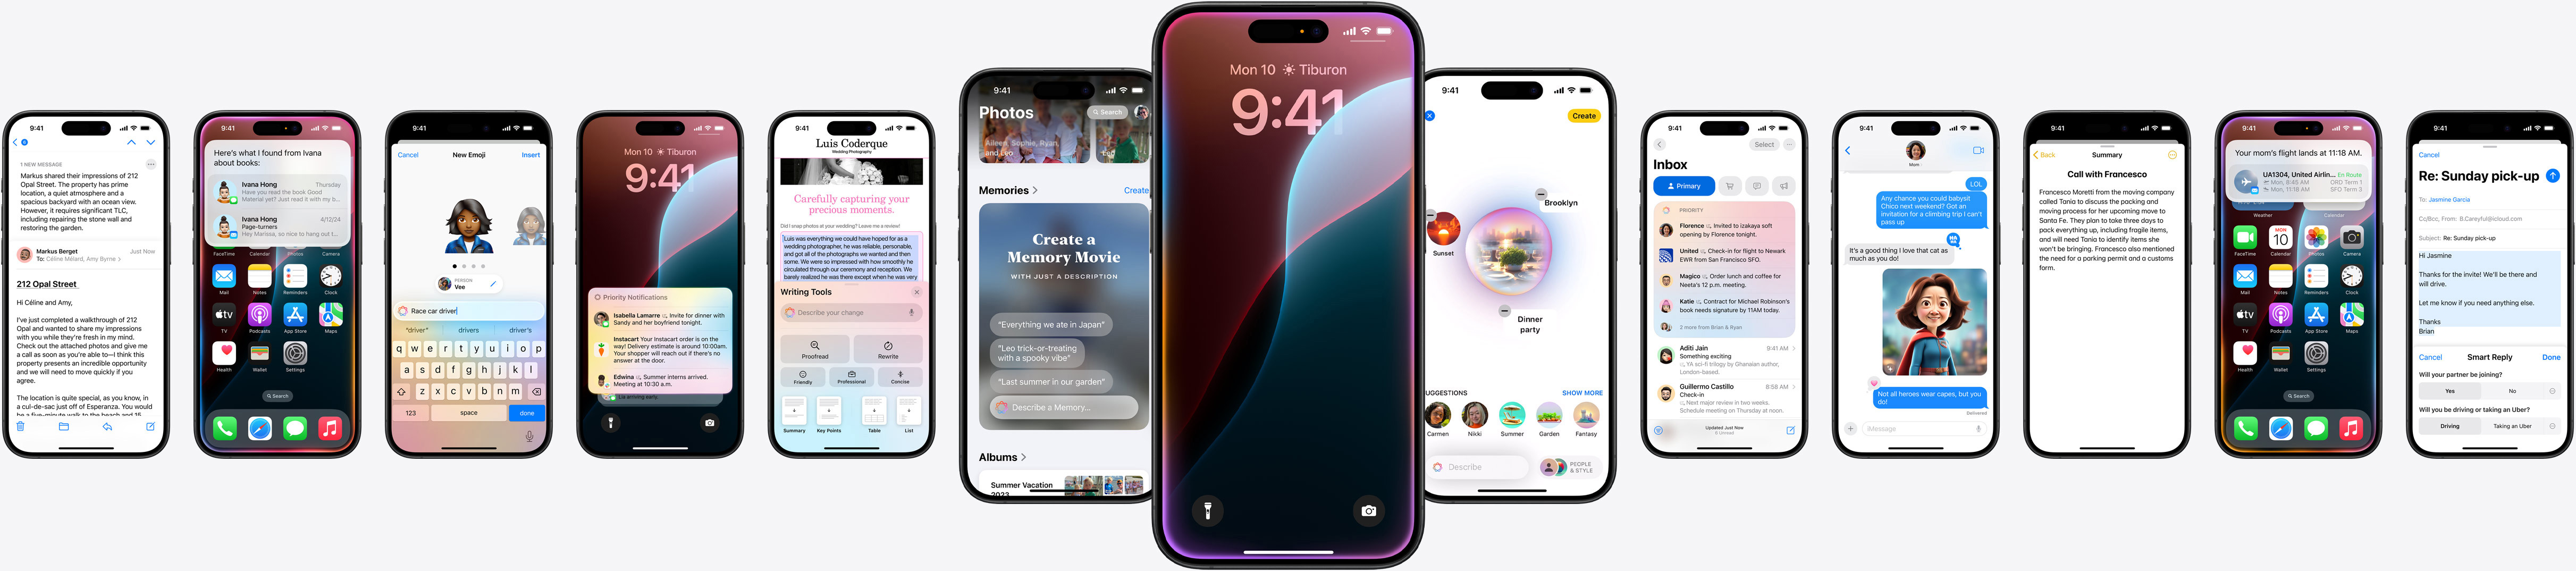 9:41
1 NEW MESSAGE
Markus shared their impressions of 212
Opal Street. The property has prime
location, a quiet atmosphere and a
spacious backyard with an ocean view.
However, it requires significant TLC,
including repairing the stone wall and
restoring the garden.
Markus Berget
Just Now
To: Céline Mélard, Amy Byrne >
212 Opal Street
Hi Céline and Amy,
I've just completed a walkthrough of 212
Opal and wanted to share my impressions
with you while they're fresh in my mind.
Check out the attached photos and give me
a call as soon as you're able to—I think this
property presents an incredible opportunity
and we will need to move quickly if you
agree.
The location is quite special, as you know, in
a cul-de-sac just off of Esperanza. You would
be a five-minute walk to the beach and 15
9:41
Here's what I found from Ivana
about books:
Ivana Hong
Thursday
Have you read the book Good
Material yet? Just read it with my b...
Ivana Hong
4/12/24
Page-turners
Hey Marissa, so nice to hang out t...
FaceTime Calendar Photos Camera
Mail Notes Reminders Clock
tv
TV Podcasts App Store Maps
Health Wallet Settings
Search
9:41
Cancel New Emoji Insert
PERSON
Vee
Race car driver
"driver" drivers driver's
q w e r t y u i o p
a s d f g h j k l
z x c v b n m
123 space done
Mon 10 Tiburon
9:41
Priority Notifications
Isabella Lamarre Invite for dinner with
Sandy and her boyfriend tonight.
Instacart Your Instacart order is on the
way! Delivery estimate is around 10:00am.
Your shopper will reach out if there's no
answer at the door.
Edwina Summer interns arrived.
Meeting at 10:30 a.m.
Lia arriving early.
9:41
Luis Coderque
Wedding Photography
Carefully capturing your
precious moments.
Did I snap photos at your wedding? Leave me a review!
Luis was everything we could have hoped for as a
wedding photographer, he was reliable, personable,
and got all of the photographs we wanted and then
some. We were so impressed with how smoothly he
circulated through our ceremony and reception. We
barely realized he was there except when he was very
Writing Tools
Describe your change
Proofread Rewrite
Friendly Professional Concise
Summary Key Points Table List
9:41
Photos
Search
Aileen, Sophie, Ryan,
and Leo
Leo
Memories >
Create
Create a
Memory Movie
WITH JUST A DESCRIPTION
"Everything we ate in Japan"
"Leo trick-or-treating
with a spooky vibe"
"Last summer in our garden"
Describe a Memory...
Albums >
Summer Vacation
2023
Mon 10 Tiburon
9:41
9:41
Create
Brooklyn
Sunset
Dinner
party
UGGESTIONS
SHOW MORE
Carmen Nikki Summer Garden Fantasy
Describe
PEOPLE
& STYLE
9:41
Select
Inbox
Primary
PRIORITY
Florence Invited to izakaya soft
opening by Florence tonight.
United Check-in for flight to Newark
EWR from San Francisco SFO.
Magico Order lunch and coffee for
Neeta's 12 p.m. meeting.
Katie Contract for Michael Robinson's
book needs signature by 11AM today.
2 more from Brian & Ryan
Aditi Jain
9:41 AM >
Something exciting
YA sci-fi trilogy by Ghanaian author,
London-based.
Guillermo Castillo
8:58 AM >
Check-in
Next major review in two weeks.
Schedule meeting on Thursday at noon.
Updated Just Now
6 Unread
9:41
Mom
LOL
Any chance you could babysit
Chico next weekend? Got an
invitation for a climbing trip I can't
pass up
HA
HA
It's a good thing I love that cat as
much as you do!
Not all heroes wear capes, but you
do!
Delivered
iMessage
9:41
Back Summary
Call with Francesco
Francesco Moretti from the moving company
called Tania to discuss the packing and
moving process for her upcoming move to
Santa Fe. They plan to take three days to
pack everything up, including fragile items,
and will need Tania to identify items she
won't be bringing. Francesco also mentioned
the need for a parking permit and a customs
form.
9:41
Your mom's flight lands at 11:18 AM.
UA1304, United Airlin... En Route
Mon, 8:45 AM ORD Term 1
Mon, 11:18 AM SFO Term 3
Weather Calendar
MON
10
FaceTime Calendar Photos Camera
Mail Notes Reminders Clock
tv
TV Podcasts App Store Maps
Health Wallet Settings
Search
9:41
Cancel
Re: Sunday pick-up
To: Jasmine Garcia
Cc/Bcc, From: B.Careyful@icloud.com
Subject: Re: Sunday pick-up
Hi Jasmine
Thanks for the invite! We'll be there and
will drive.
Let me know if you need anything else.
Thanks
Brian
Cancel Smart Reply Done
Will your partner be joining?
Yes No
Will you be driving or taking an Uber?
Driving Taking an Uber